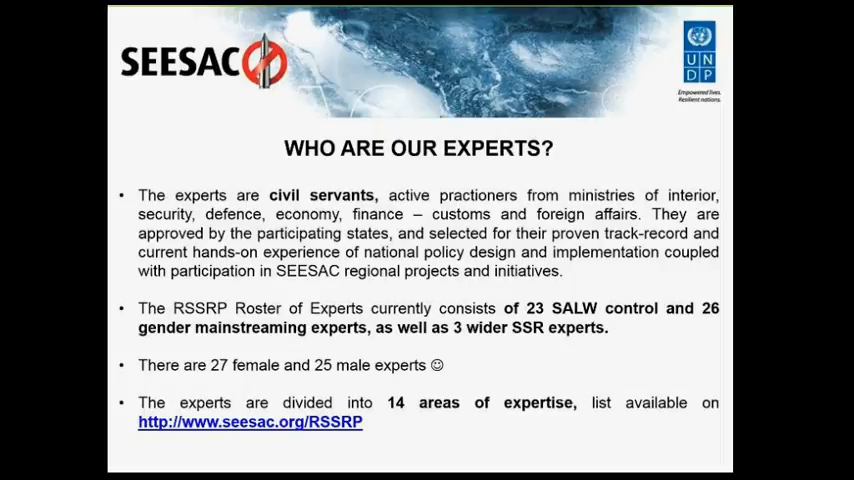 SEESAC
UN
DP
Empowered lives.
Resilient nations.
WHO ARE OUR EXPERTS?
• The experts are civil servants, active practioners from ministries of interior,
security, defence, economy, finance – customs and foreign affairs. They are
approved by the participating states, and selected for their proven track-record and
current hands-on experience of national policy design and implementation coupled
with participation in SEESAC regional projects and initiatives.
• The RSSRP Roster of Experts currently consists of 23 SALW control and 26
gender mainstreaming experts, as well as 3 wider SSR experts.
• There are 27 female and 25 male experts ☺
• The experts are divided into 14 areas of expertise, list available on
http://www.seesac.org/RSSRP